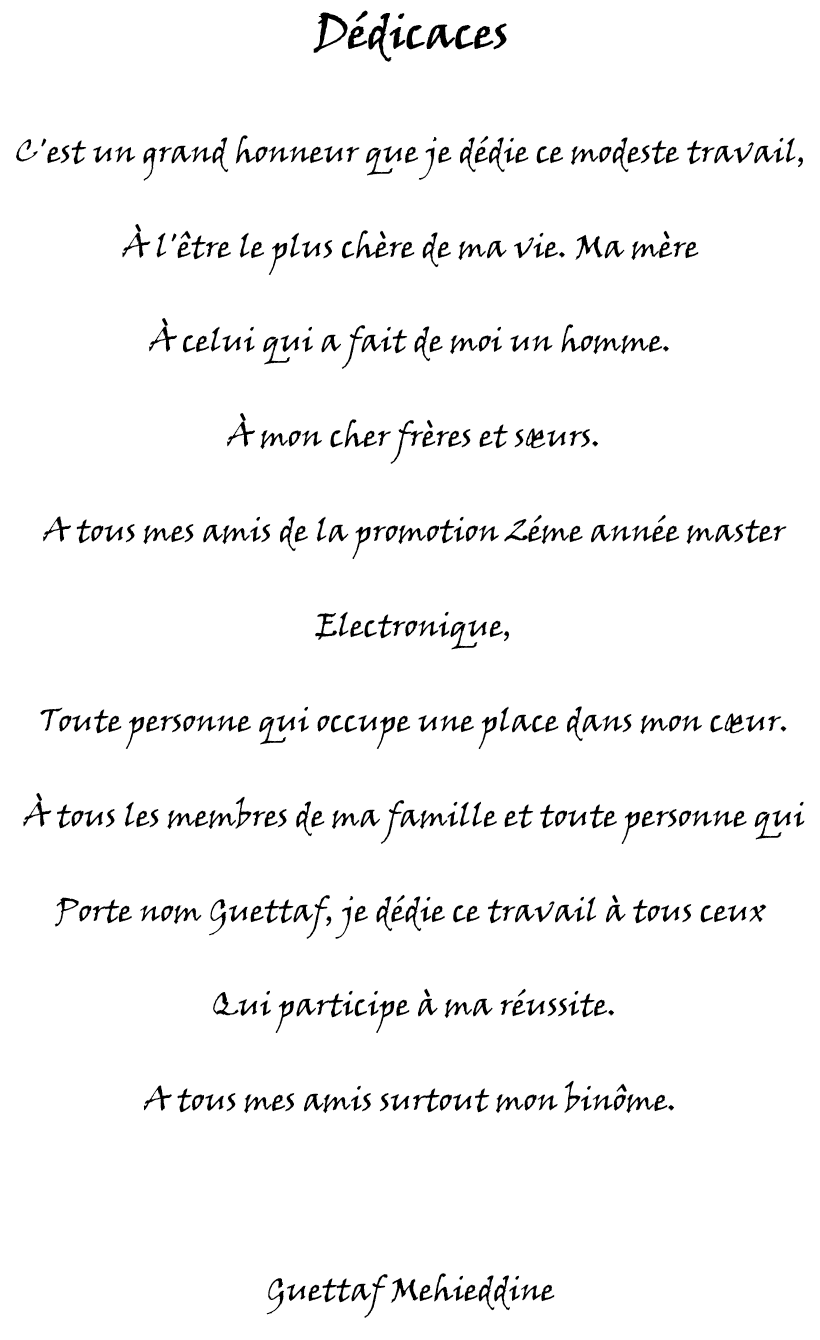 Dédicaces
C'est un grand honneur que je dédie ce modeste travail,
À l'être le plus chère de ma vie. Ma mère
À celui qui a fait de moi un homme.
À mon cher frères et sœurs.
A tous mes amis de la promotion 2éme année master
Electronique,
Toute personne qui occupe une place dans mon cœur.
À tous les membres de ma famille et toute personne qui
Porte nom Guettaf, je dédie ce travail à tous ceux
Qui participe à ma réussite.
A tous mes amis surtout mon binôme.
Guettaf Mehieddine